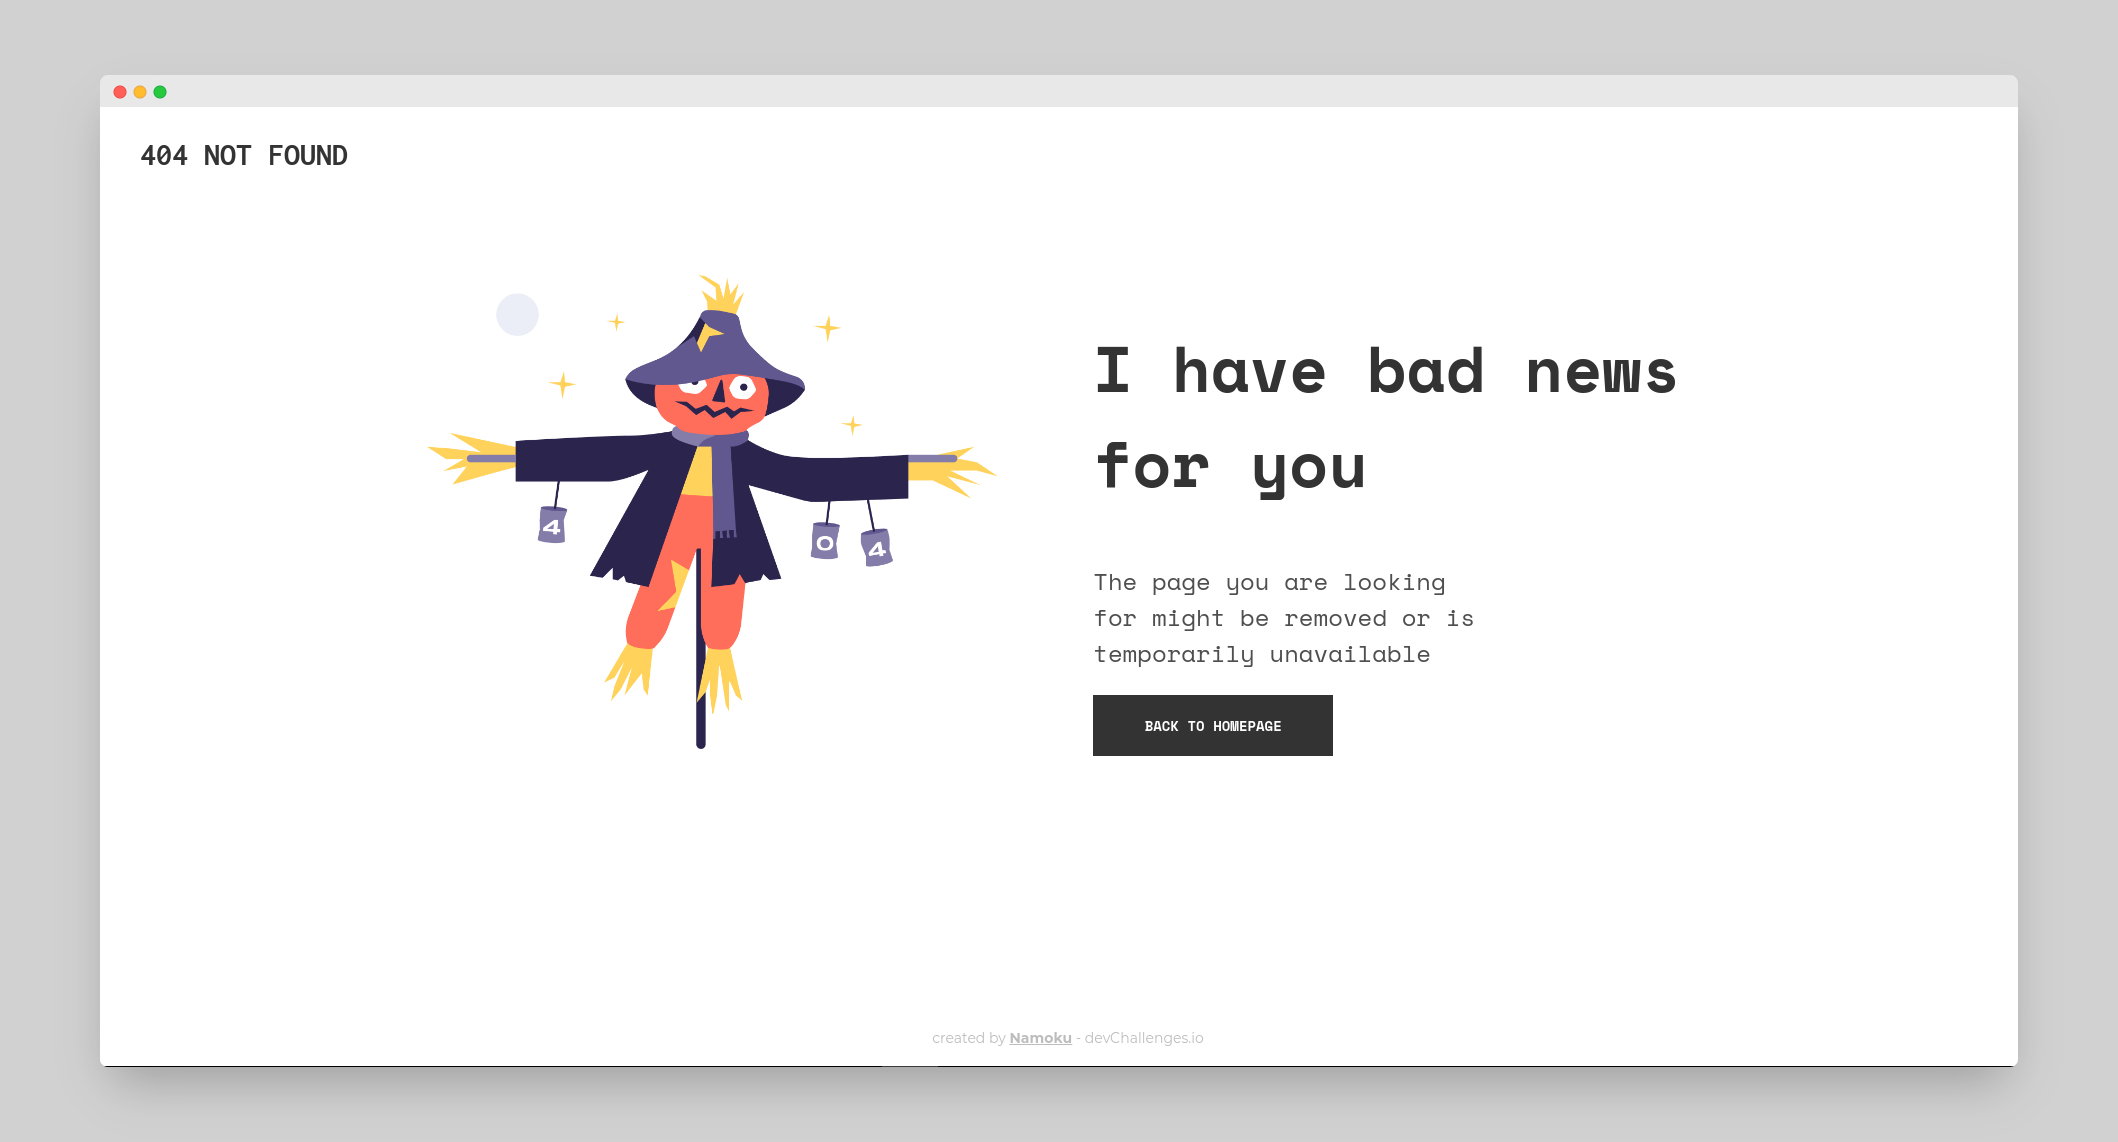 404 NOT FOUND
4
0
4
I have bad news
for you
The page you are looking
for might be removed or is
temporarily unavailable
BACK TO HOMEPAGE
created by Namoku - devChallenges.io